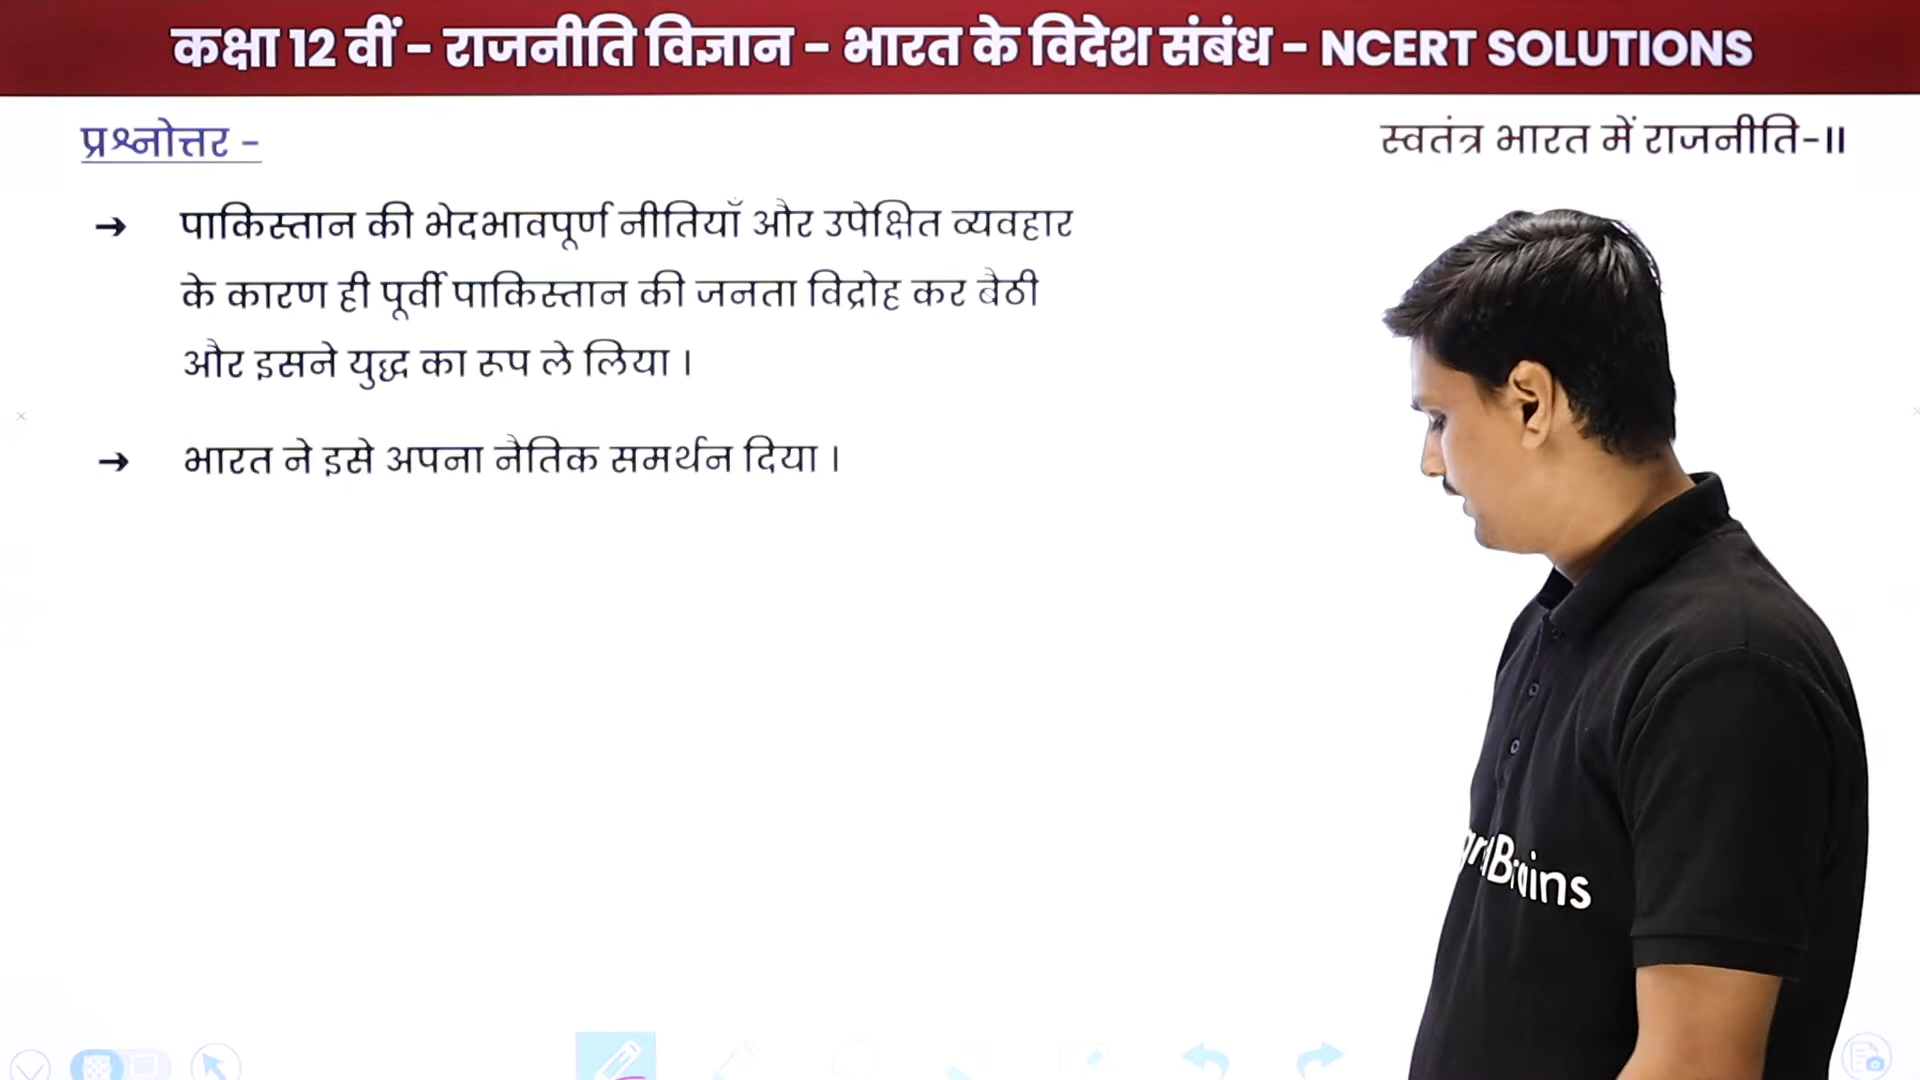 कक्षा 12 वीं – राजनीति विज्ञान – भारत के विदेश संबंध – NCERT SOLUTIONS
प्रश्नोत्तर –
स्वतंत्र भारत में राजनीति-II
→ पाकिस्तान की भेदभावपूर्ण नीतियाँ और उपेक्षित व्यवहार
के कारण ही पूर्वी पाकिस्तान की जनता विद्रोह कर बैठी
और इसने युद्ध का रूप ले लिया ।
→ भारत ने इसे अपना नैतिक समर्थन दिया ।
Brains